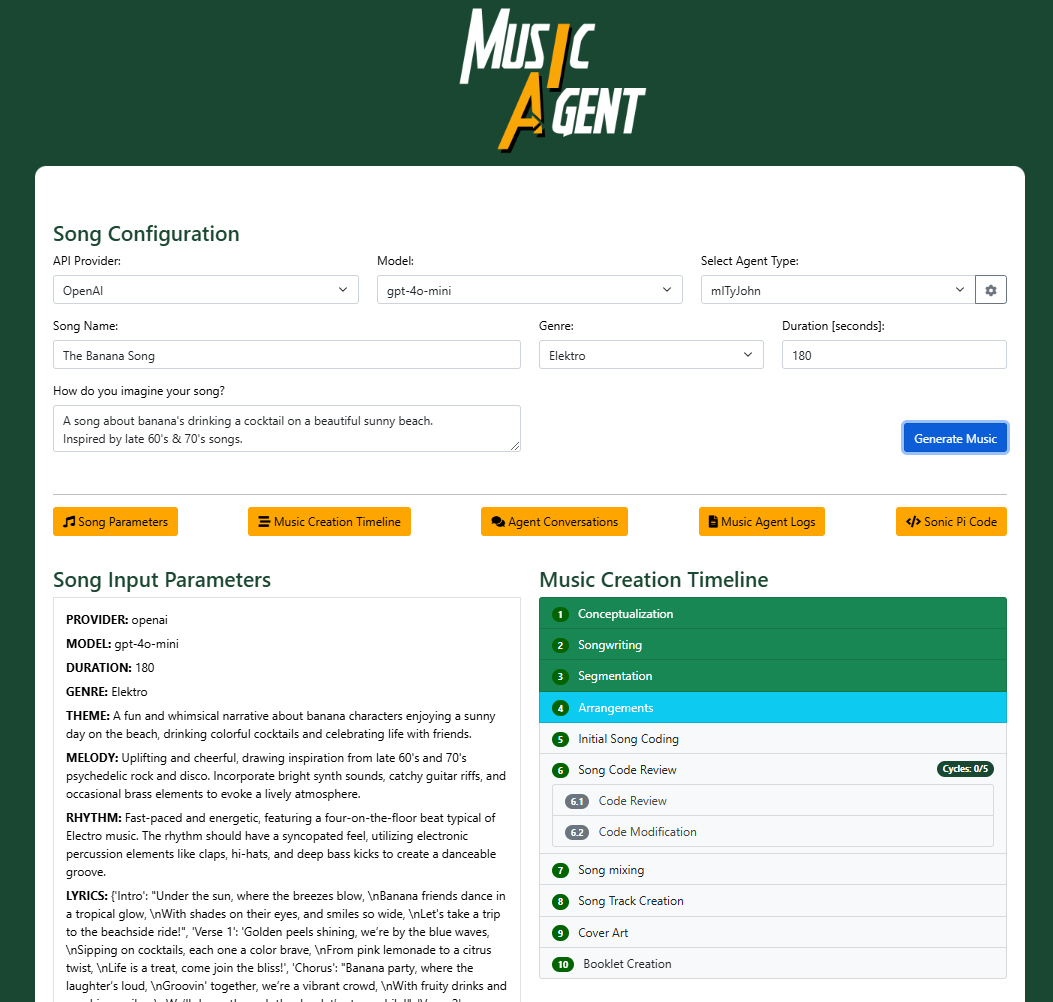 MUSIC
AGENT
Song Configuration
API Provider:
Model:
Select Agent Type:
OpenAI
gpt-4o-mini
mITyJohn
Song Name:
Genre:
Duration [seconds]:
The Banana Song
Elektro
180
How do you imagine your song?
A song about banana's drinking a cocktail on a beautiful sunny beach.
Inspired by late 60's & 70's songs.
Generate Music
Song Parameters
Music Creation Timeline
Agent Conversations
Music Agent Logs
Sonic Pi Code
Song Input Parameters
PROVIDER: openai
MODEL: gpt-4o-mini
DURATION: 180
GENRE: Elektro
THEME: A fun and whimsical narrative about banana characters enjoying a sunny
day on the beach, drinking colorful cocktails and celebrating life with friends.
MELODY: Uplifting and cheerful, drawing inspiration from late 60's and 70's
psychedelic rock and disco. Incorporate bright synth sounds, catchy guitar riffs, and
occasional brass elements to evoke a lively atmosphere.
RHYTHM: Fast-paced and energetic, featuring a four-on-the-floor beat typical of
Electro music. The rhythm should have a syncopated feel, utilizing electronic
percussion elements like claps, hi-hats, and deep bass kicks to create a danceable
groove.
LYRICS: {'Intro': "Under the sun, where the breezes blow, \nBanana friends dance in
a tropical glow, \nWith shades on their eyes, and smiles so wide, \nLet's take a trip
to the beachside ride!", 'Verse 1': 'Golden peels shining, we're by the blue waves,
\nSipping on cocktails, each one a color brave, \nFrom pink lemonade to a citrus
twist, \nLife is a treat, come join the bliss!', 'Chorus': "Banana party, where the
laughter's loud, \nGroovin' together, we're a vibrant crowd, \nWith fruity drinks and
Music Creation Timeline
1 Conceptualization
2 Songwriting
3 Segmentation
4 Arrangements
5 Initial Song Coding
6 Song Code Review
Cycles: 0/5
6.1 Code Review
6.2 Code Modification
7 Song mixing
8 Song Track Creation
9 Cover Art
10 Booklet Creation